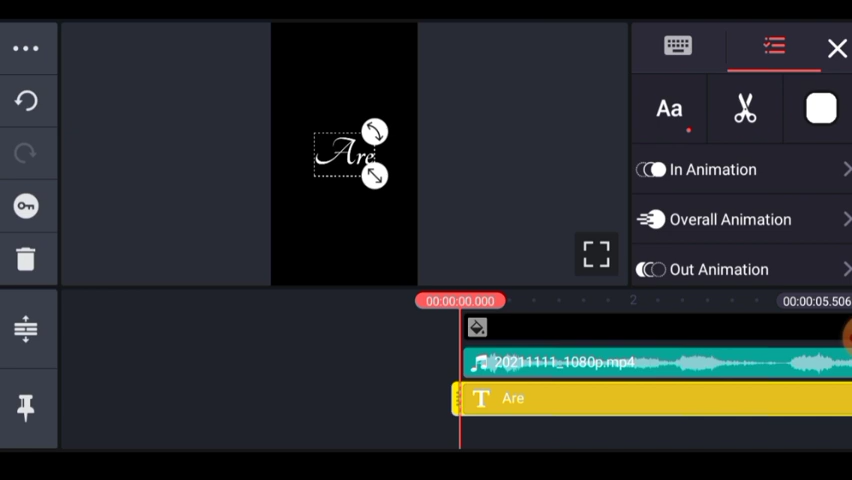 Are
Aa
In Animation
Overall Animation
Out Animation
00:00:00.000
2
00:00:05.506
20211111_1080p.mp4
T Are